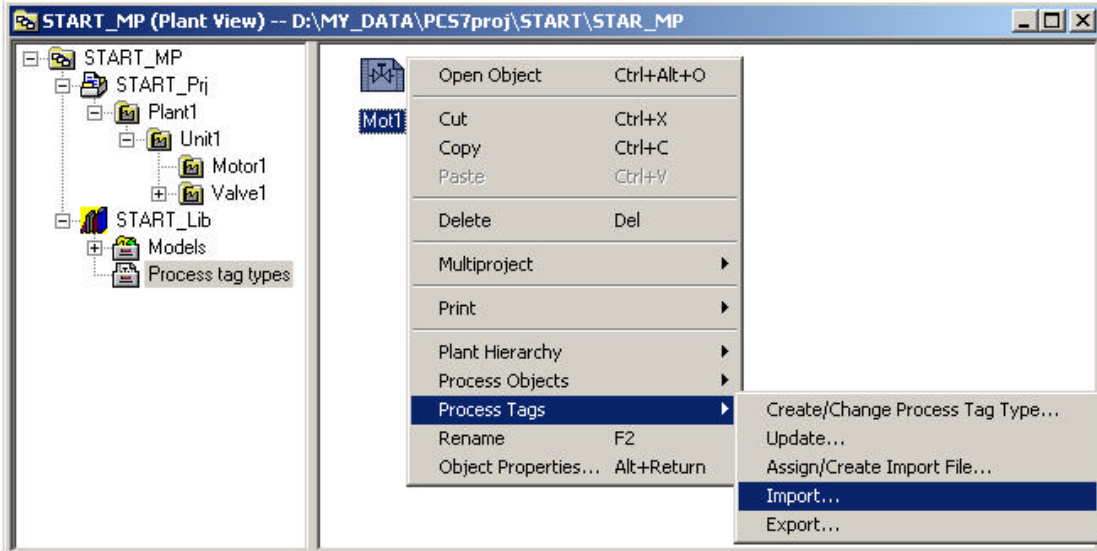 START_MP (Plant View) -- D:\MY_DATA\PCS7proj\START\STAR_MP
START_MP
START_Prj
Plant1
Unit1
Motor1
Valve1
START_Lib
Models
Process tag types
Mot1
Open Object Ctrl+Alt+O
Cut Ctrl+X
Copy Ctrl+C
Paste Ctrl+V
Delete Del
Multiproject
Print
Plant Hierarchy
Process Objects
Process Tags
Rename F2
Object Properties... Alt+Return
Create/Change Process Tag Type...
Update...
Assign/Create Import File...
Import...
Export...